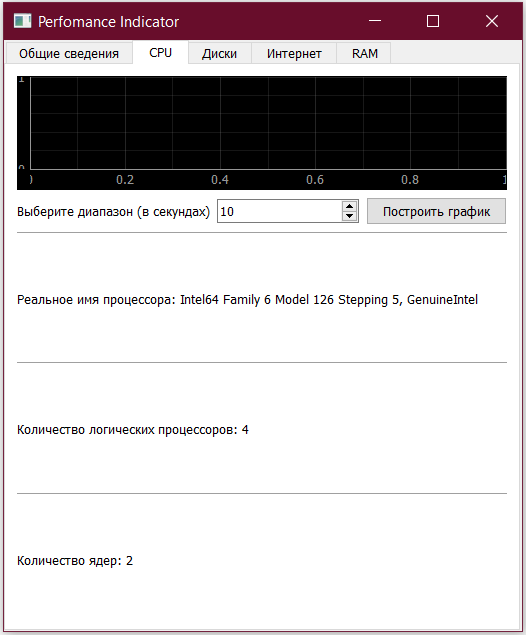 Perfomance Indicator
Общие сведения CPU Диски Интернет RAM
1
0
0 0.2 0.4 0.6 0.8 1
Выберите диапазон (в секундах) 10 Построить график
Реальное имя процессора: Intel64 Family 6 Model 126 Stepping 5, GenuineIntel
Количество логических процессоров: 4
Количество ядер: 2